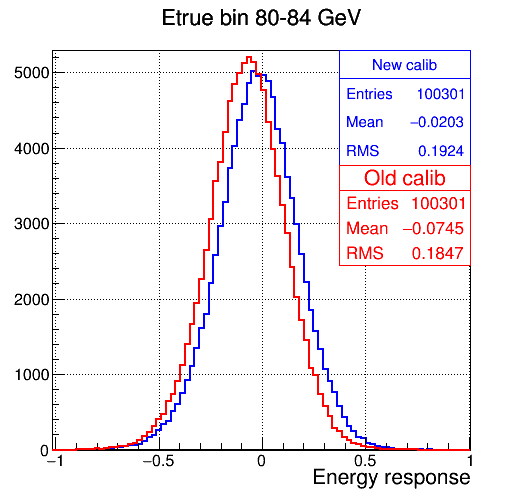 Etrue bin 80-84 GeV
New calib
Entries 100301
Mean −0.0203
RMS 0.1924
Old calib
Entries 100301
Mean −0.0745
RMS 0.1847
5000
4000
3000
2000
1000
0
−1 −0.5 0 0.5 1
Energy response